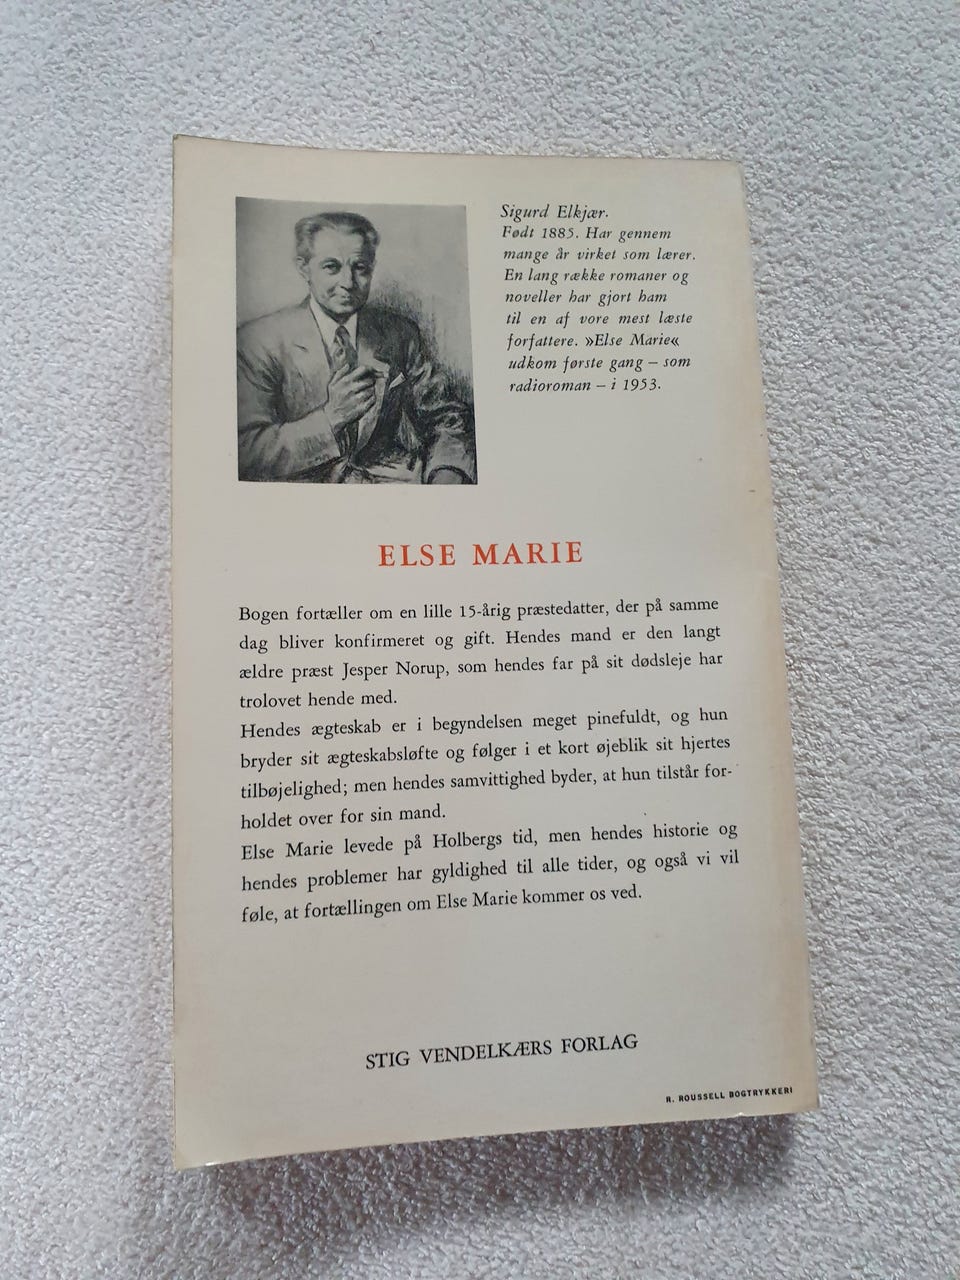 Sigurd Elkjær.
Født 1885. Har gennem
mange år virket som lærer.
En lang række romaner og
noveller har gjort ham
til en af vore mest læste
forfattere. »Else Marie«
udkom første gang – som
radioroman – i 1953.
ELSE MARIE
Bogen fortæller om en lille 15-årig præstedatter, der på samme
dag bliver konfirmeret og gift. Hendes mand er den langt
ældre præst Jesper Norup, som hendes far på sit dødsleje har
trolovet hende med.
Hendes ægteskab er i begyndelsen meget pinefuldt, og hun
bryder sit ægteskabsløfte og følger i et kort øjeblik sit hjertes
tilbøjelighed; men hendes samvittighed byder, at hun tilstår for-
holdet over for sin mand.
Else Marie levede på Holbergs tid, men hendes historie og
hendes problemer har gyldighed til alle tider, og også vi vil
føle, at fortællingen om Else Marie kommer os ved.
STIG VENDELKÆRS FORLAG
R. ROUSSELL BOGTRYKKERI